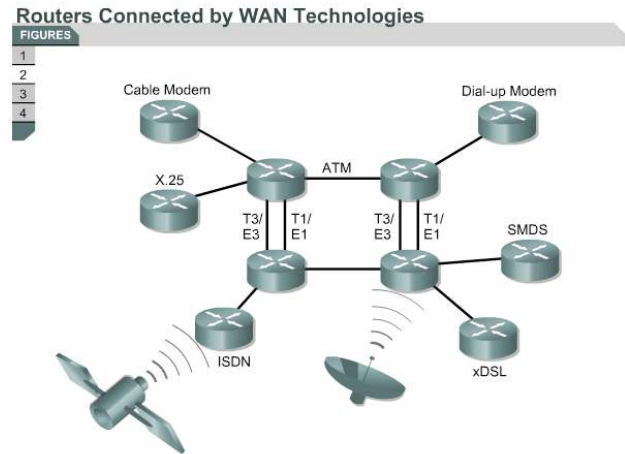 Routers Connected by WAN Technologies
FIGURES
1
2
3
4
Cable Modem
Dial-up Modem
ATM
X.25
T3/
E3
T1/
E1
T3/
E3
T1/
E1
SMDS
ISDN
xDSL